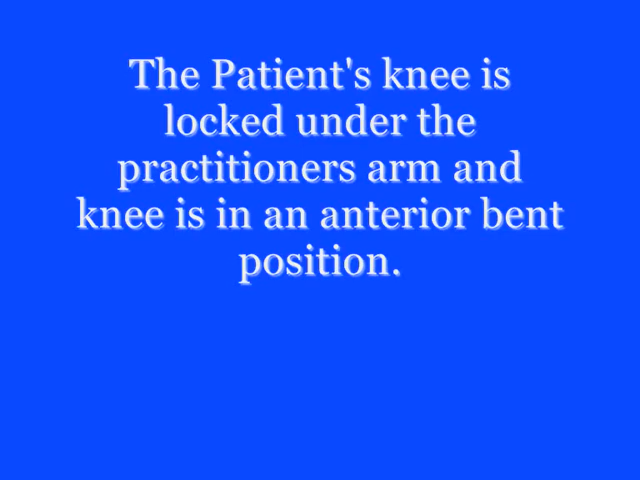 The Patient's knee is
locked under the
practitioners arm and
knee is in an anterior bent
position.